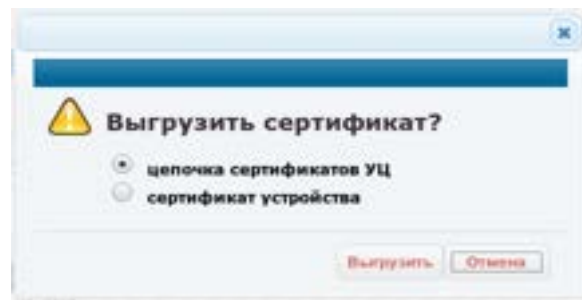 Выгрузить сертификат?
цепочка сертификатов УЦ
сертификат устройства
Выгрузить Отмена